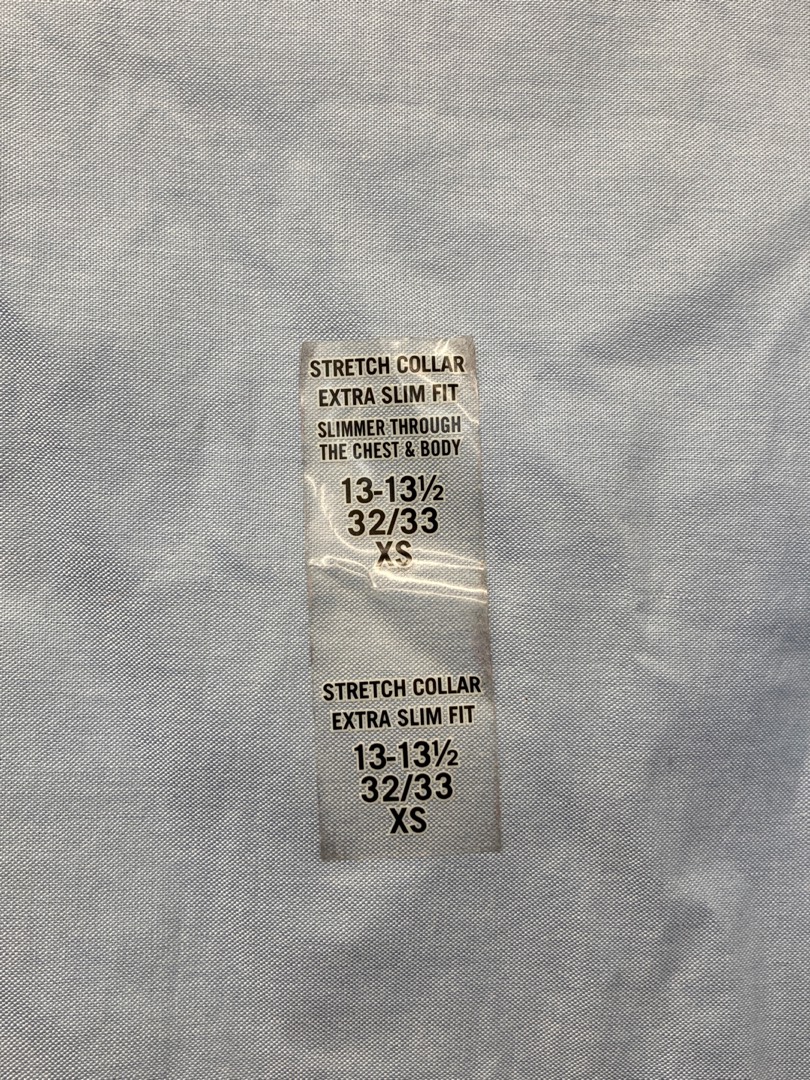 STRETCH COLLAR
EXTRA SLIM FIT
SLIMMER THROUGH
THE CHEST & BODY
13-13½
32/33
XS
STRETCH COLLAR
EXTRA SLIM FIT
13-13½
32/33
XS